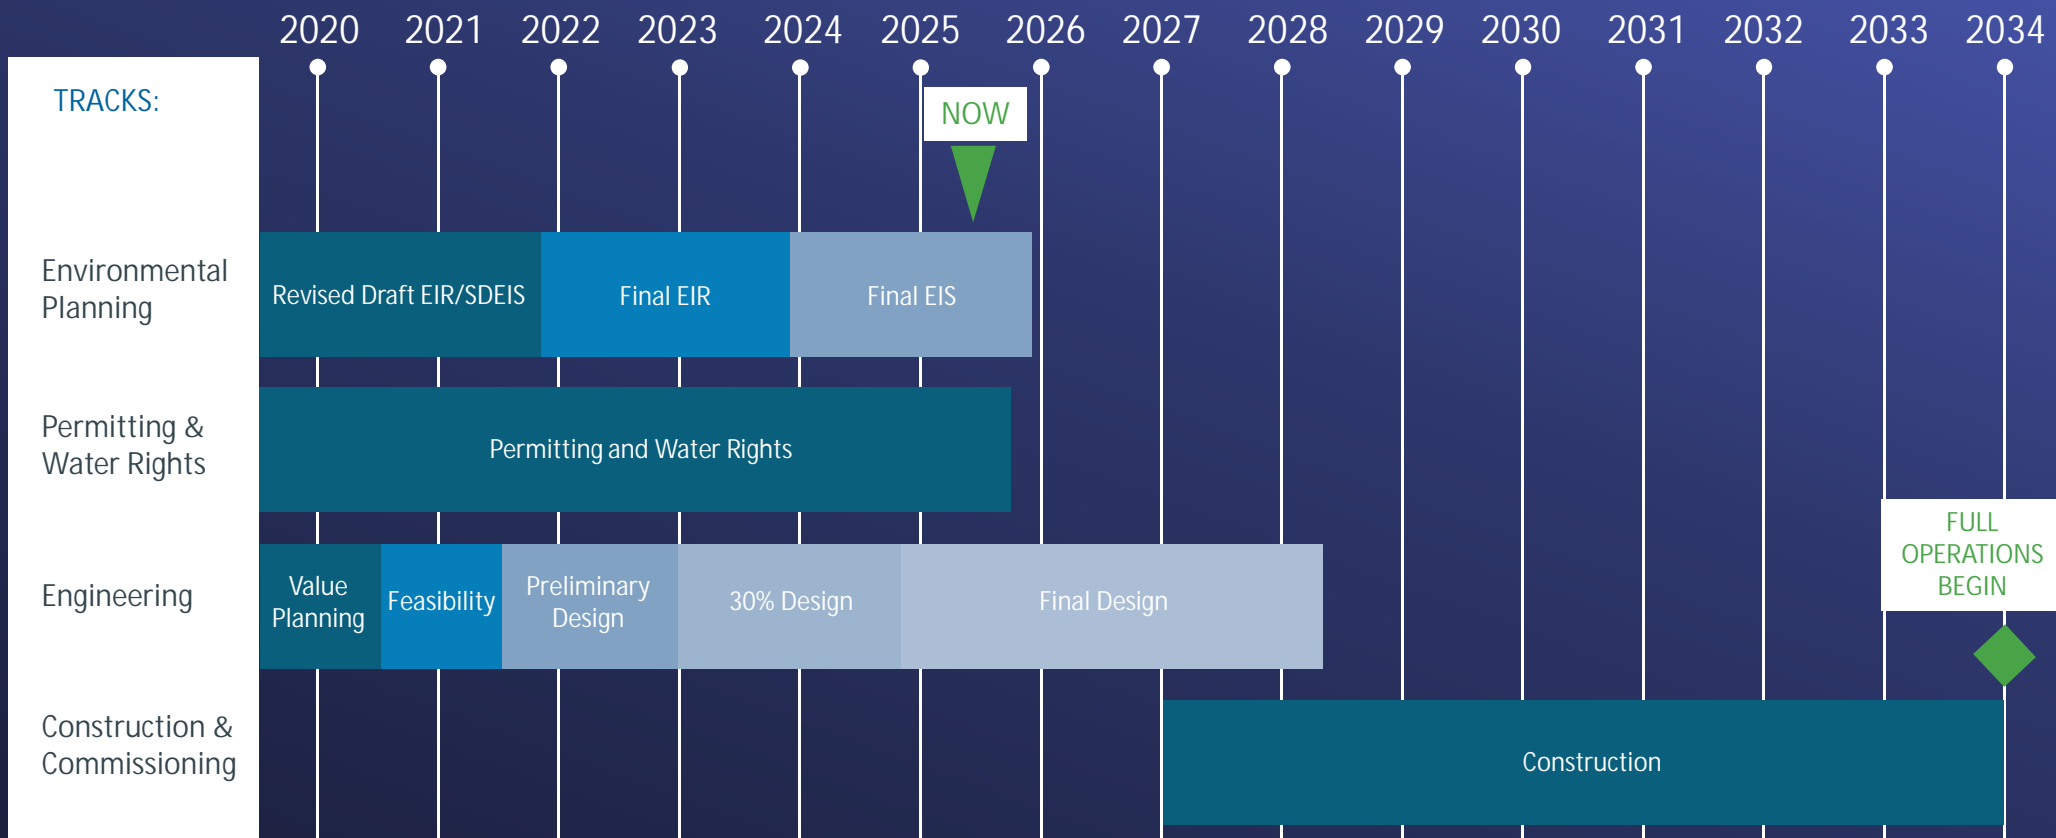 2020 2021 2022 2023 2024 2025 2026 2027 2028 2029 2030 2031 2032 2033 2034
TRACKS:
NOW
Environmental
Planning
Revised Draft EIR/SDEIS
Final EIR
Final EIS
Permitting &
Water Rights
Permitting and Water Rights
FULL
OPERATIONS
BEGIN
Engineering
Value
Planning
Feasibility
Preliminary
Design
30% Design
Final Design
Construction &
Commissioning
Construction